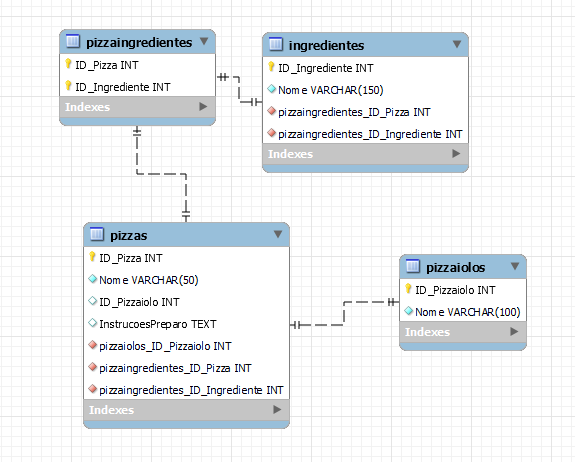 pizzaingredientes
ID_Pizza INT
ID_Ingrediente INT
Indexes
ingredientes
ID_Ingrediente INT
Nome VARCHAR(150)
pizzaingredientes_ID_Pizza INT
pizzaingredientes_ID_Ingrediente INT
Indexes
pizzas
ID_Pizza INT
Nome VARCHAR(50)
ID_Pizzaiolo INT
InstrucoesPreparo TEXT
pizzaiolos_ID_Pizzaiolo INT
pizzaingredientes_ID_Pizza INT
pizzaingredientes_ID_Ingrediente INT
Indexes
pizzaiolos
ID_Pizzaiolo INT
Nome VARCHAR(100)
Indexes